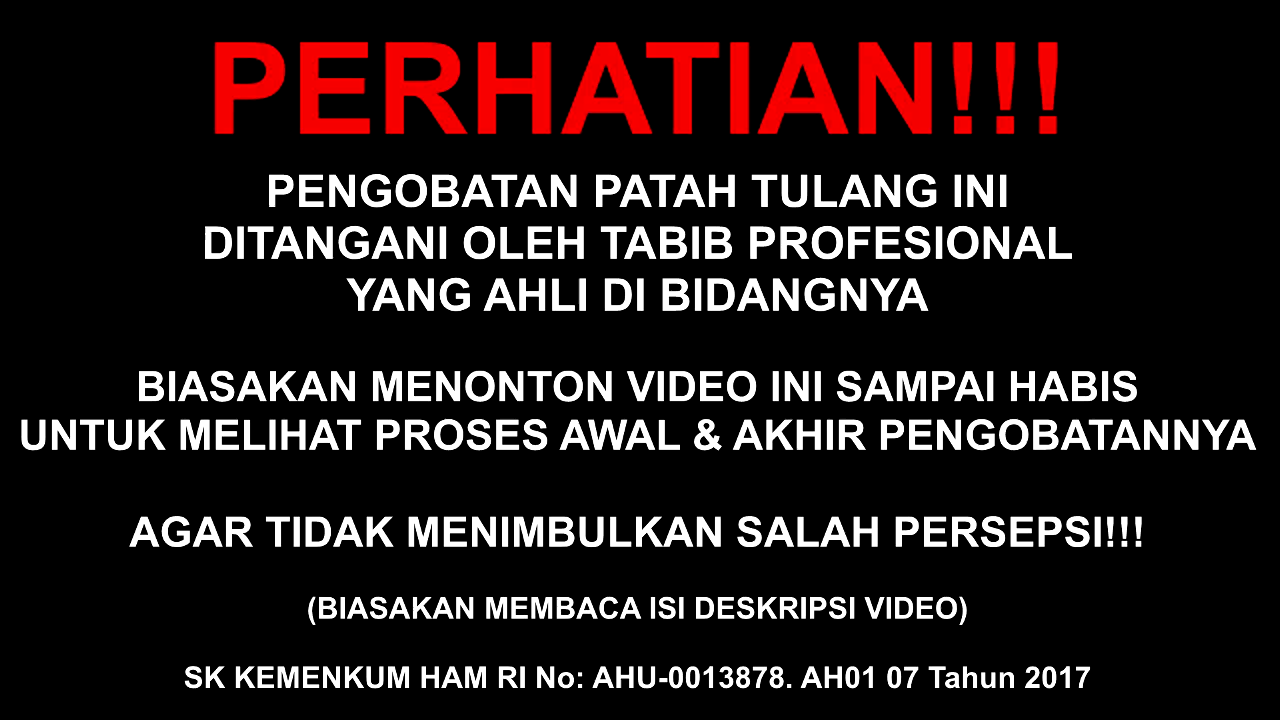 PERHATIAN!!!
PENGOBATAN PATAH TULANG INI
DITANGANI OLEH TABIB PROFESIONAL
YANG AHLI DI BIDANGNYA
BIASAKAN MENONTON VIDEO INI SAMPAI HABIS
UNTUK MELIHAT PROSES AWAL & AKHIR PENGOBATANNYA
AGAR TIDAK MENIMBULKAN SALAH PERSEPSI!!!
(BIASAKAN MEMBACA ISI DESKRIPSI VIDEO)
SK KEMENKUM HAM RI No: AHU-0013878. AH01 07 Tahun 2017